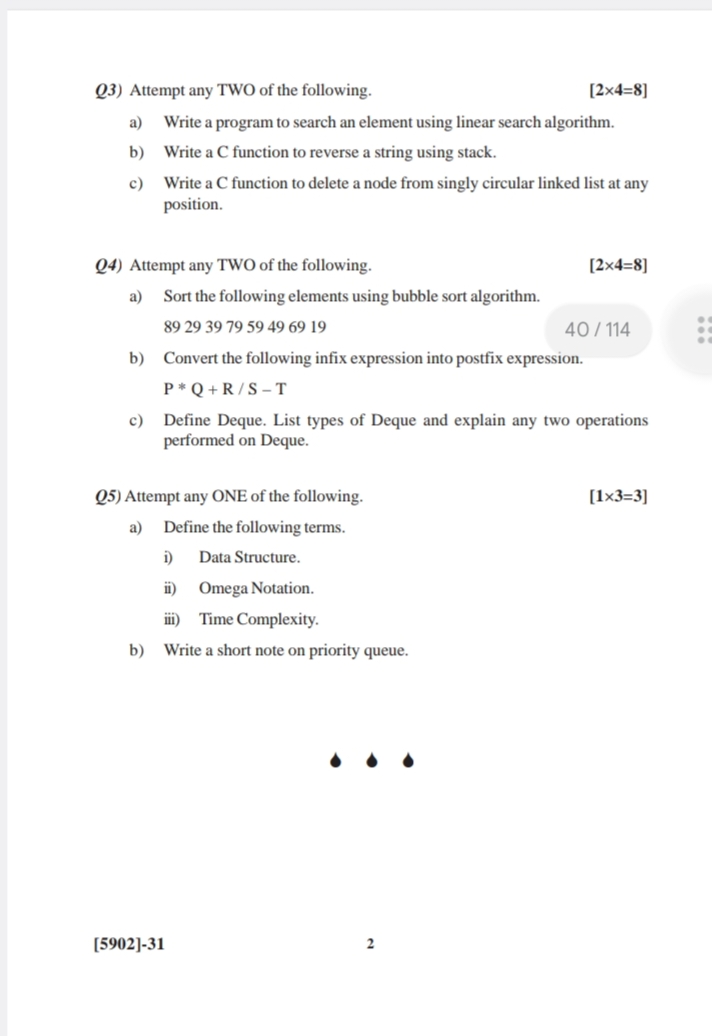 Q3) Attempt any TWO of the following. [2×4=8]
a) Write a program to search an element using linear search algorithm.
b) Write a C function to reverse a string using stack.
c) Write a C function to delete a node from singly circular linked list at any
position.
Q4) Attempt any TWO of the following. [2×4=8]
a) Sort the following elements using bubble sort algorithm.
89 29 39 79 59 49 69 19
40 / 114
b) Convert the following infix expression into postfix expression.
P * Q + R / S – T
c) Define Deque. List types of Deque and explain any two operations
performed on Deque.
Q5) Attempt any ONE of the following. [1×3=3]
a) Define the following terms.
i) Data Structure.
ii) Omega Notation.
iii) Time Complexity.
b) Write a short note on priority queue.
[5902]-31 2